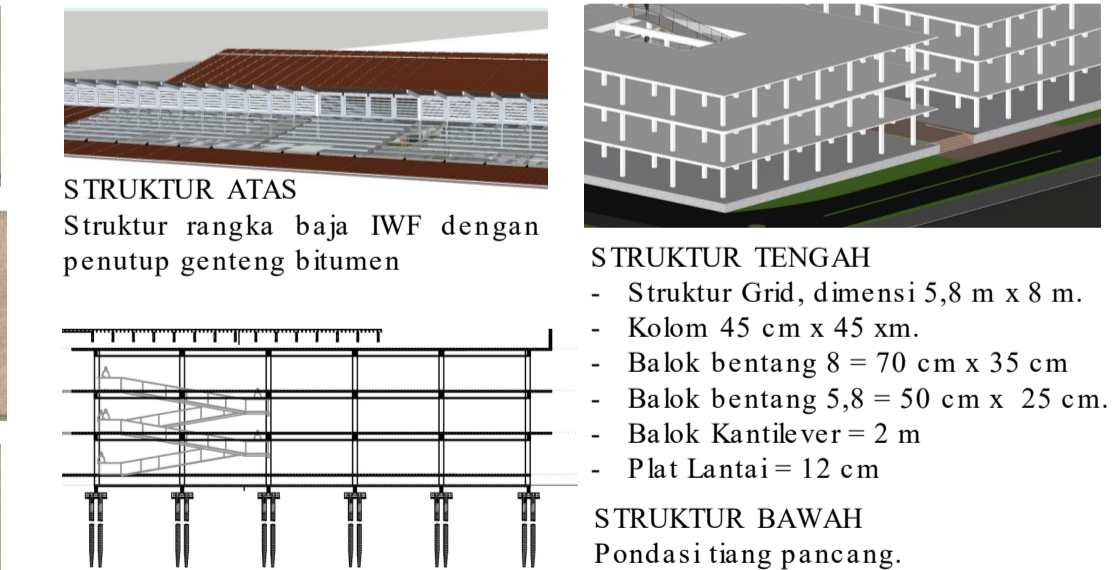 STRUKTUR ATAS
Struktur rangka baja IWF dengan
penutup genteng bitumen
STRUKTUR TENGAH
- Struktur Grid, dimensi 5,8 m x 8 m.
- Kolom 45 cm x 45 xm.
- Balok bentang 8 = 70 cm x 35 cm
- Balok bentang 5,8 = 50 cm x 25 cm.
- Balok Kantilever = 2 m
- Plat Lantai = 12 cm
STRUKTUR BAWAH
Pondasi tiang pancang.